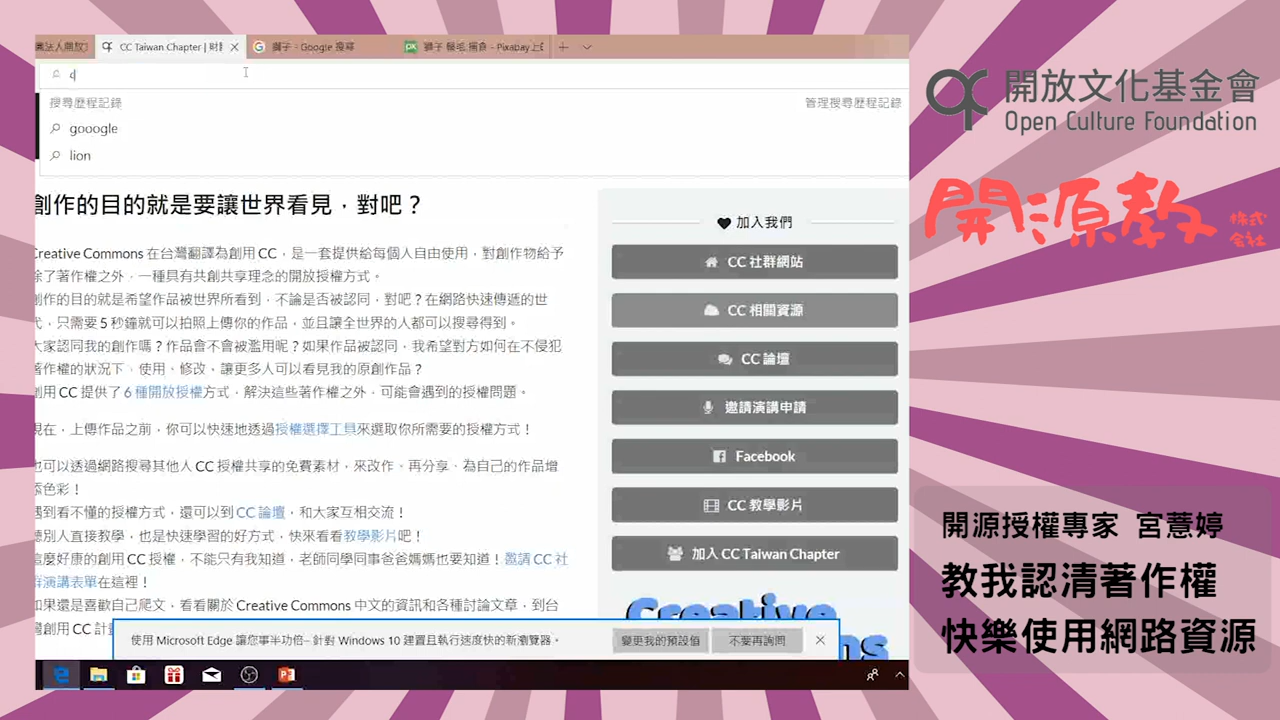 CC Taiwan Chapter | 財
獅子 - Google 搜尋
獅子 鬃毛 捕食 - Pixabay上
c
搜尋歷程記錄
管理搜尋歷程記錄
gooogle
lion
創作的目的就是要讓世界看見，對吧？
Creative Commons 在台灣翻譯為創用 CC，是一套提供給每個人自由使用，對創作物給予
除了著作權之外，一種具有共創共享理念的開放授權方式。
創作的目的就是希望作品被世界所看到，不論是否被認同，對吧？在網路快速傳遞的世
代，只需要 5 秒鐘就可以拍照上傳你的作品，並且讓全世界的人都可以搜尋得到。
大家認同我的創作嗎？作品會不會被濫用呢？如果作品被認同，我希望對方如何在不侵犯
著作權的狀況下，使用、修改，讓更多人可以看見我的原創作品？
創用 CC 提供了 6 種開放授權方式，解決這些著作權之外，可能會遇到的授權問題。
現在，上傳作品之前，你可以快速地透過授權選擇工具來選取你所需要的授權方式！
也可以透過網路搜尋其他人 CC 授權共享的免費素材，來改作、再分享、為自己的作品增
添色彩！
遇到看不懂的授權方式，還可以到 CC 論壇，和大家互相交流！
聽別人直接教學，也是快速學習的好方式，快來看看教學影片吧！
這麼好康的創用 CC 授權，不能只有我知道，老師同學同事爸爸媽媽也要知道！邀請 CC 社
群演講表單在這裡！
如果還是喜歡自己爬文，看看關於 Creative Commons 中文的資訊和各種討論文章，到台
灣創用 CC 計
加入我們
CC 社群網站
CC 相關資源
CC 論壇
邀請演講申請
Facebook
CC 教學影片
加入 CC Taiwan Chapter
Creative
使用 Microsoft Edge 讓您事半功倍– 針對 Windows 10 建置且執行速度快的新瀏覽器。
變更我的預設值
不要再詢問
開放文化基金會
Open Culture Foundation
開源教
株式
会社
開源授權專家 宮薏婷
教我認清著作權
快樂使用網路資源